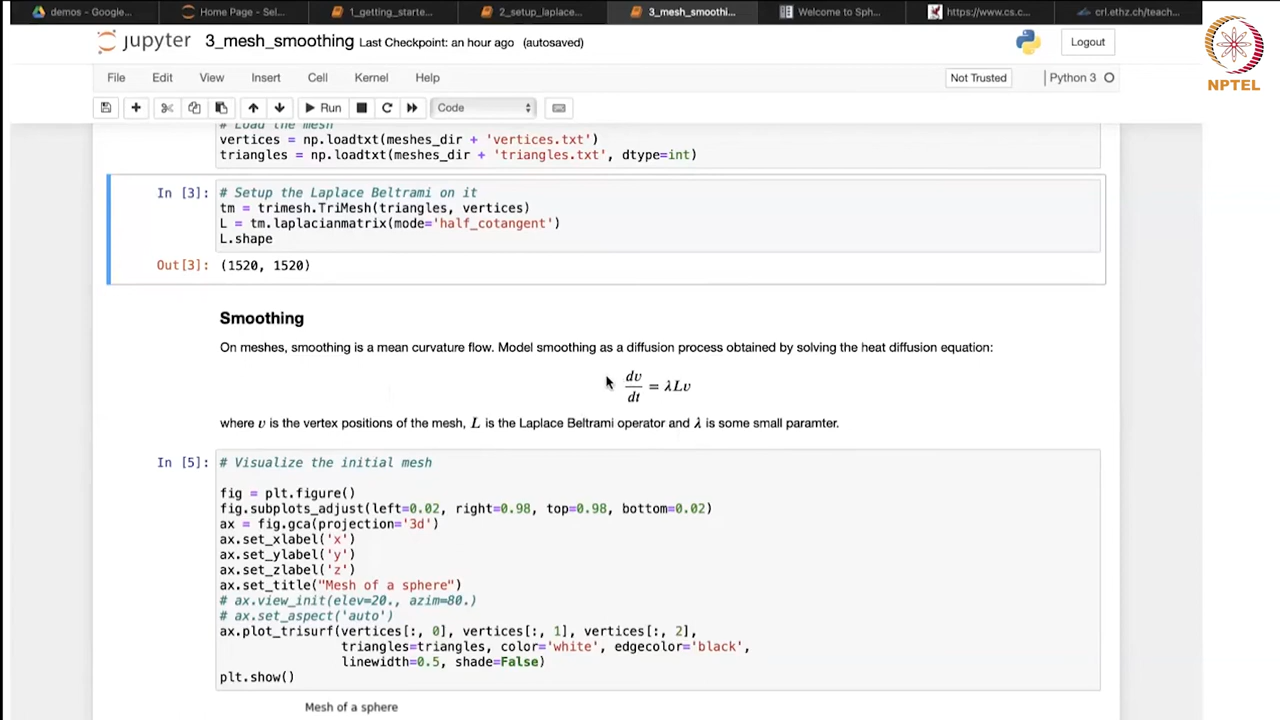 demos - Google...
Home Page - Sel...
1_getting_starte...
2_setup_laplace...
3_mesh_smoothi...
Welcome to Sph...
https://www.cs.c...
crl.ethz.ch/teach...
jupyter 3_mesh_smoothing Last Checkpoint: an hour ago (autosaved)
Logout
NPTEL
File Edit View Insert Cell Kernel Help
Not Trusted
Python 3
Run
Code
# Load the mesh
vertices = np.loadtxt(meshes_dir + 'vertices.txt')
triangles = np.loadtxt(meshes_dir + 'triangles.txt', dtype=int)
In [3]: # Setup the Laplace Beltrami on it
tm = trimesh.TriMesh(triangles, vertices)
L = tm.laplacianmatrix(mode='half_cotangent')
L.shape
Out[3]: (1520, 1520)
Smoothing
On meshes, smoothing is a mean curvature flow. Model smoothing as a diffusion process obtained by solving the heat diffusion equation:
dv/dt = λLv
where v is the vertex positions of the mesh, L is the Laplace Beltrami operator and λ is some small paramter.
In [5]: # Visualize the initial mesh
fig = plt.figure()
fig.subplots_adjust(left=0.02, right=0.98, top=0.98, bottom=0.02)
ax = fig.gca(projection='3d')
ax.set_xlabel('x')
ax.set_ylabel('y')
ax.set_zlabel('z')
ax.set_title("Mesh of a sphere")
# ax.view_init(elev=20., azim=80.)
# ax.set_aspect('auto')
ax.plot_trisurf(vertices[:, 0], vertices[:, 1], vertices[:, 2],
triangles=triangles, color='white', edgecolor='black',
linewidth=0.5, shade=False)
plt.show()
Mesh of a sphere